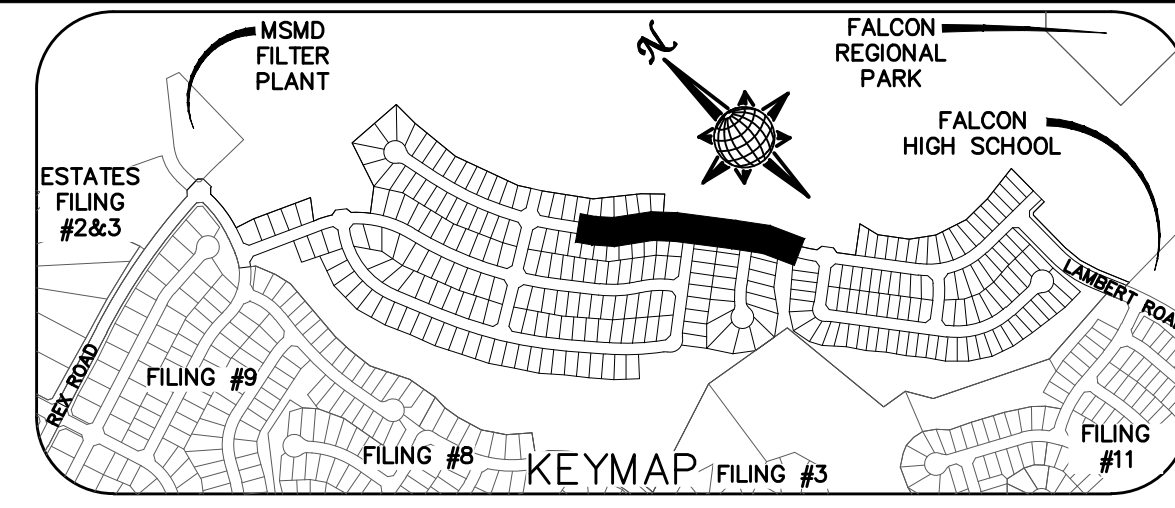 MSMD
FILTER
PLANT
N
FALCON
REGIONAL
PARK
FALCON
HIGH SCHOOL
ESTATES
FILING
#2&3
LAMBERT ROA
REX ROAD
FILING #9
FILING #8
KEYMAP
FILING #3
FILING
#11